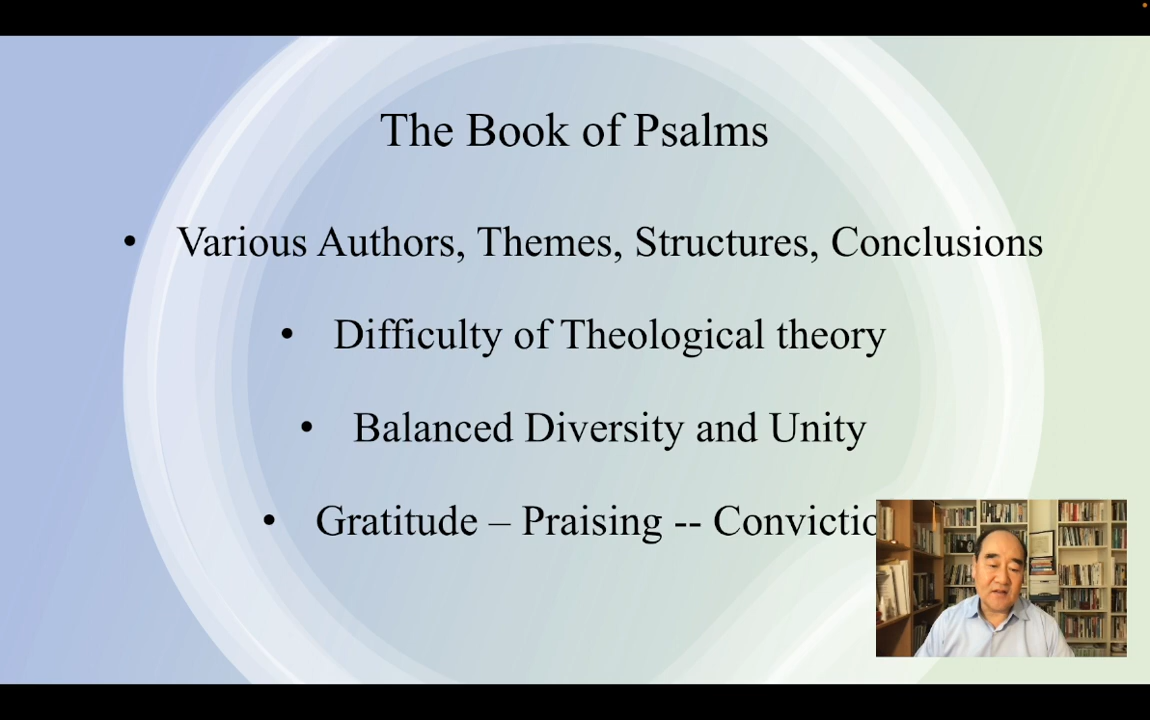 The Book of Psalms
• Various Authors, Themes, Structures, Conclusions
• Difficulty of Theological theory
• Balanced Diversity and Unity
• Gratitude – Praising -- Convictio